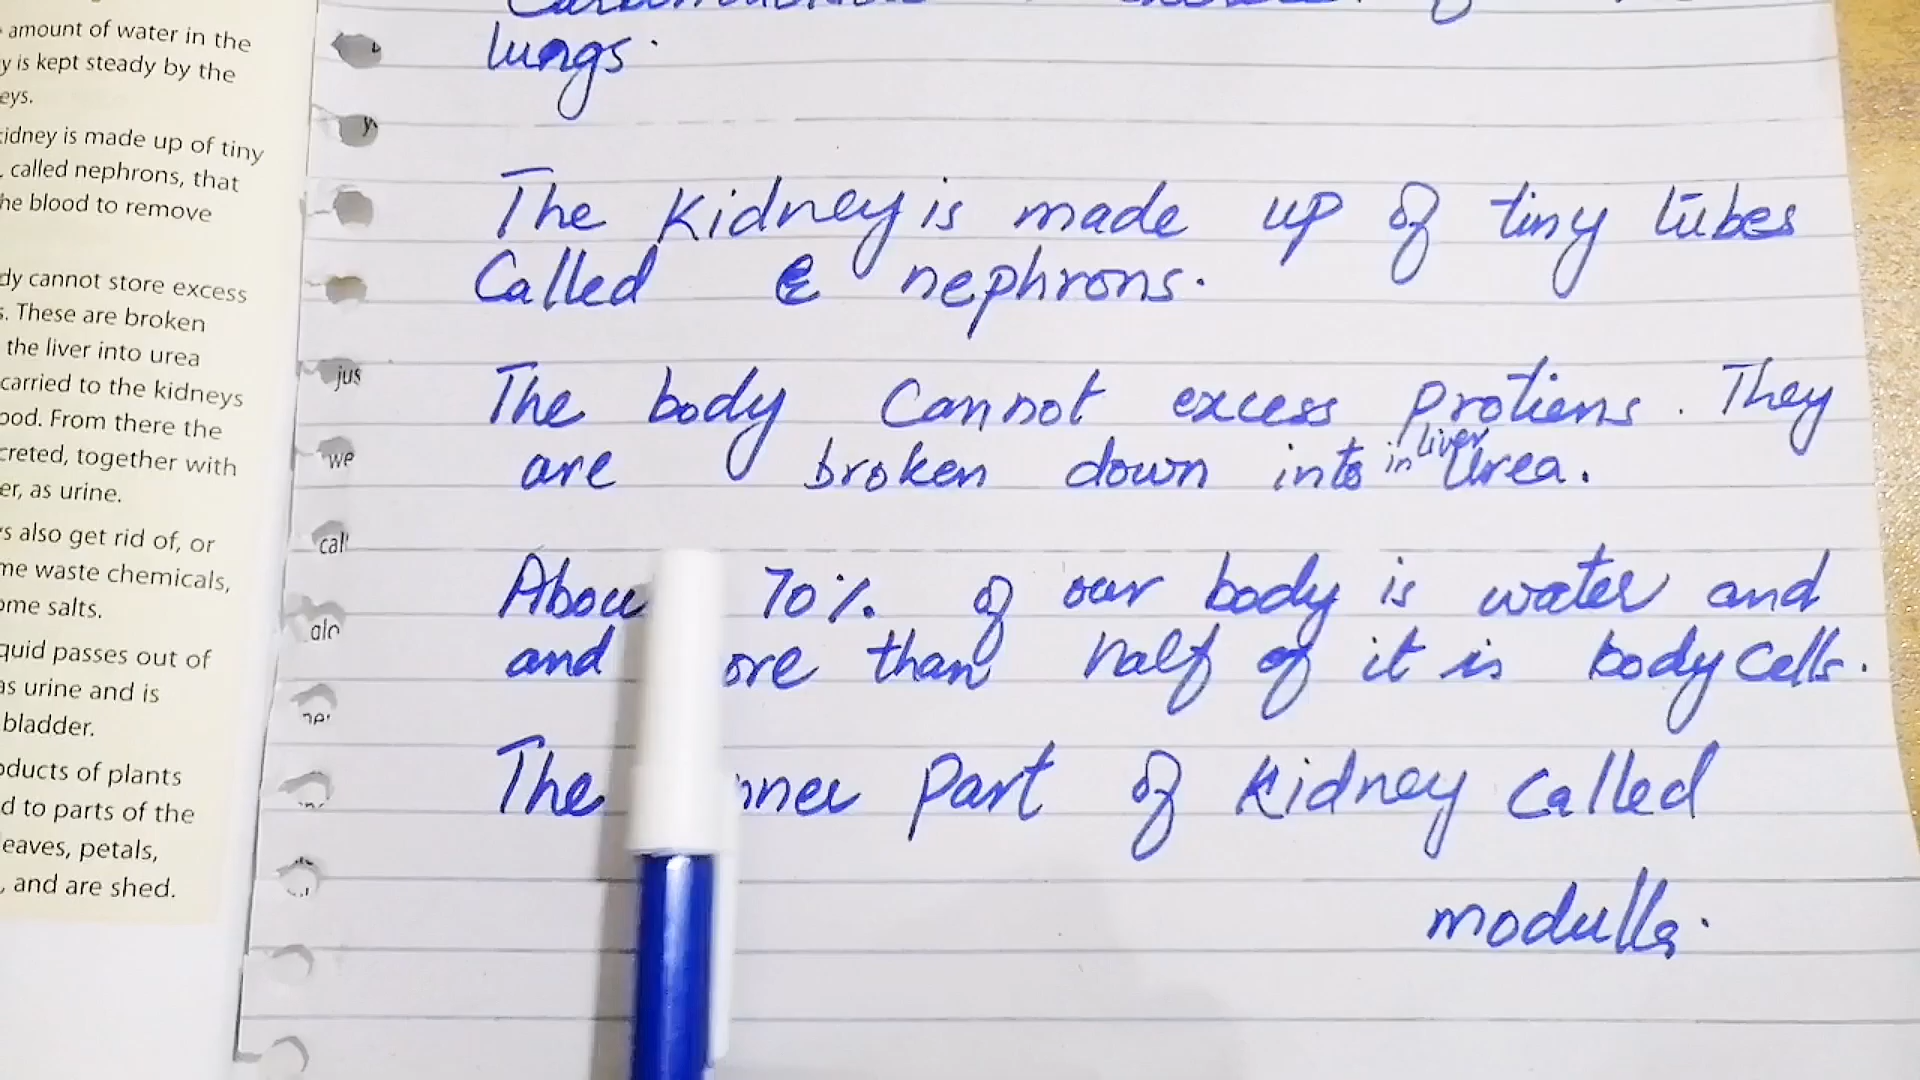 amount of water in the
y is kept steady by the
eys.
idney is made up of tiny
, called nephrons, that
he blood to remove
dy cannot store excess
s. These are broken
the liver into urea
carried to the kidneys
ood. From there the
creted, together with
er, as urine.
s also get rid of, or
me waste chemicals,
ome salts.
quid passes out of
as urine and is
bladder.
oducts of plants
d to parts of the
eaves, petals,
, and are shed.
jus
we
cal
alo
lungs.
The kidney is made up of tiny tubes
Called nephrons.
The body Cannot excess protiens. They
are broken down into in liver Urea.
Abou 70% of our body is water and
and ore than half of it is body cells.
The nner part of kidney called
modulla.